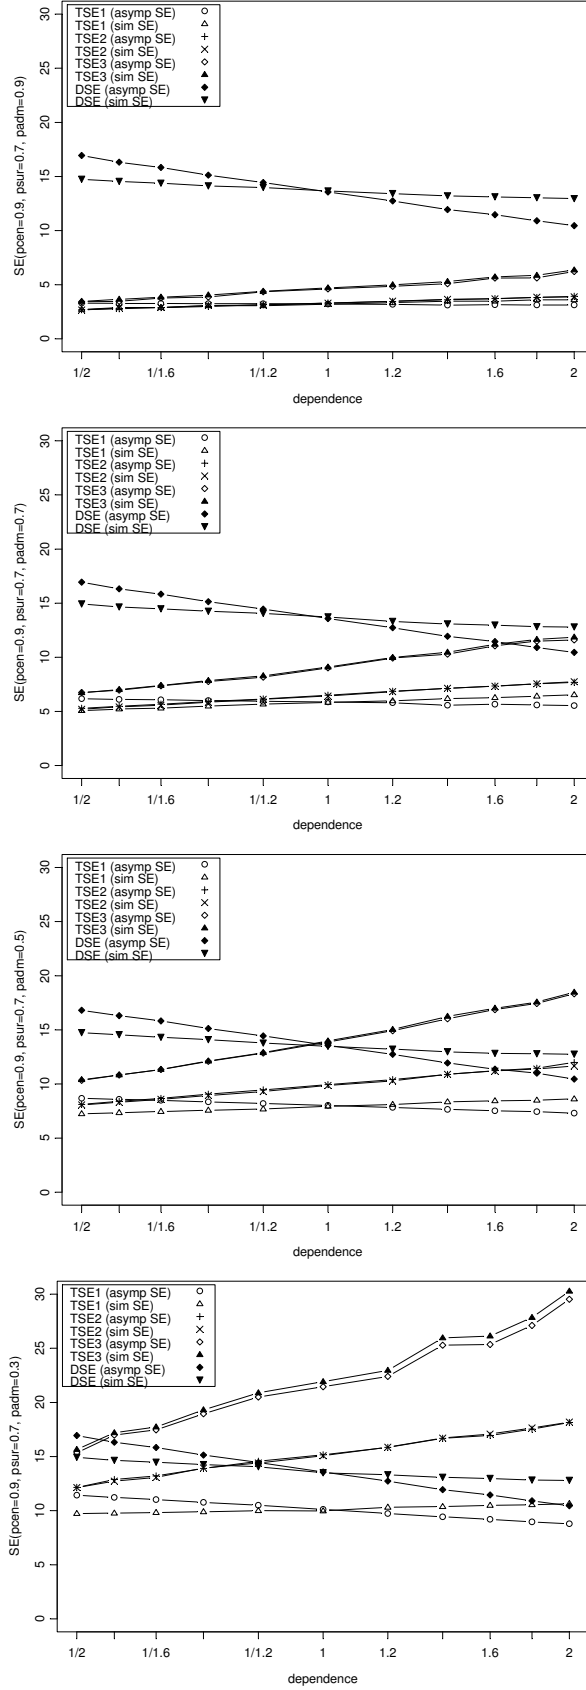 SE(pcen=0.9, psur=0.7, padm=0.9)
30
25
20
15
10
5
0
TSE1 (asymp SE)
TSE1 (sim SE)
TSE2 (asymp SE)
TSE2 (sim SE)
TSE3 (asymp SE)
TSE3 (sim SE)
DSE (asymp SE)
DSE (sim SE)
1/2 1/1.6 1/1.2 1 1.2 1.6 2
dependence
SE(pcen=0.9, psur=0.7, padm=0.7)
30
25
20
15
10
5
0
TSE1 (asymp SE)
TSE1 (sim SE)
TSE2 (asymp SE)
TSE2 (sim SE)
TSE3 (asymp SE)
TSE3 (sim SE)
DSE (asymp SE)
DSE (sim SE)
1/2 1/1.6 1/1.2 1 1.2 1.6 2
dependence
SE(pcen=0.9, psur=0.7, padm=0.5)
30
25
20
15
10
5
0
TSE1 (asymp SE)
TSE1 (sim SE)
TSE2 (asymp SE)
TSE2 (sim SE)
TSE3 (asymp SE)
TSE3 (sim SE)
DSE (asymp SE)
DSE (sim SE)
1/2 1/1.6 1/1.2 1 1.2 1.6 2
dependence
SE(pcen=0.9, psur=0.7, padm=0.3)
30
25
20
15
10
5
0
TSE1 (asymp SE)
TSE1 (sim SE)
TSE2 (asymp SE)
TSE2 (sim SE)
TSE3 (asymp SE)
TSE3 (sim SE)
DSE (asymp SE)
DSE (sim SE)
1/2 1/1.6 1/1.2 1 1.2 1.6 2
dependence